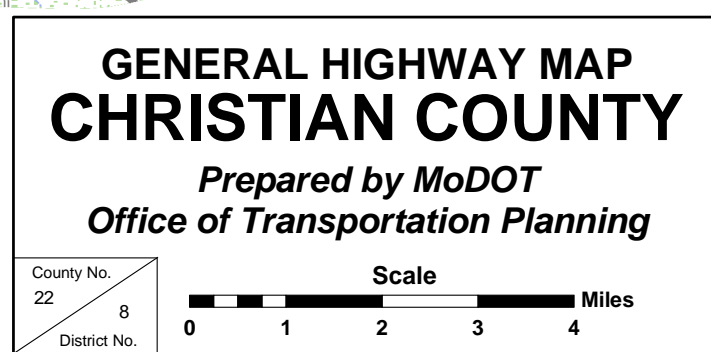 GENERAL HIGHWAY MAP
CHRISTIAN COUNTY
Prepared by MoDOT
Office of Transportation Planning
County No.
22
8
District No.
Scale
Miles
0 1 2 3 4